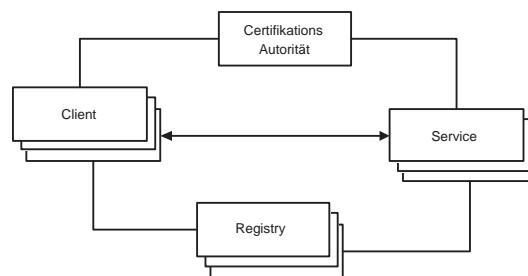 Certifikations
Autorität
Client
Service
Registry